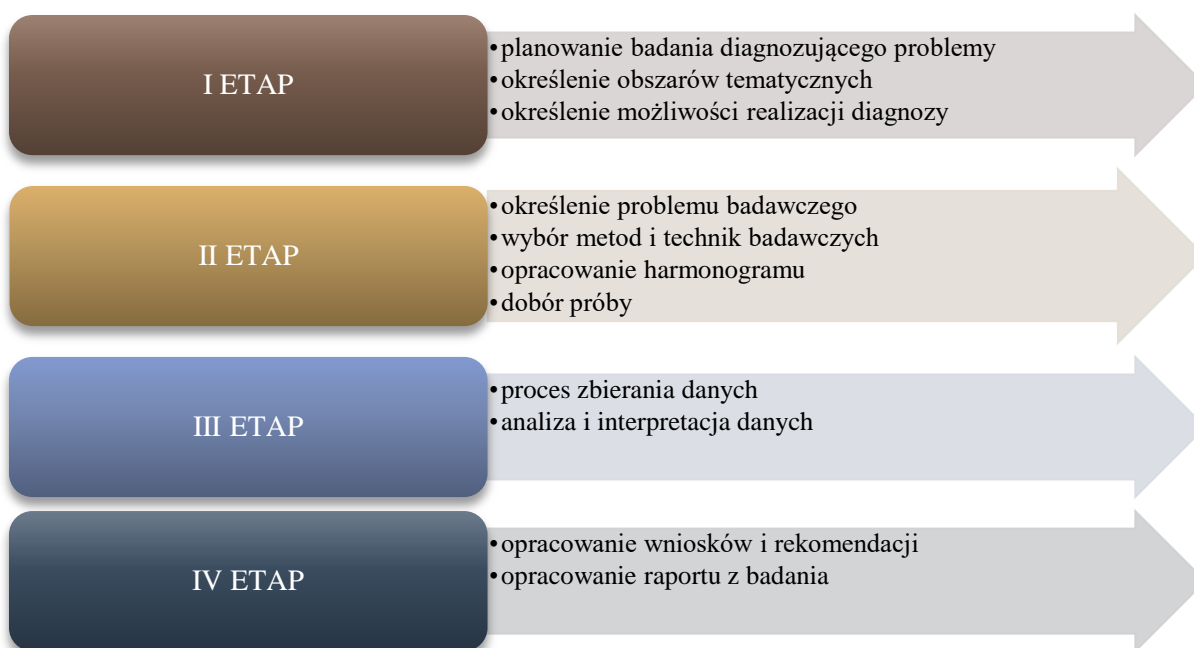 I ETAP
•planowanie badania diagnozującego problemy
•określenie obszarów tematycznych
•określenie możliwości realizacji diagnozy
II ETAP
•określenie problemu badawczego
•wybór metod i technik badawczych
•opracowanie harmonogramu
•dobór próby
III ETAP
•proces zbierania danych
•analiza i interpretacja danych
IV ETAP
•opracowanie wniosków i rekomendacji
•opracowanie raportu z badania